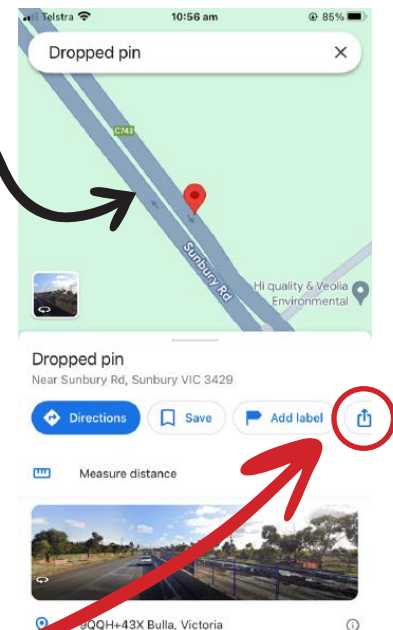 Telstra 10:56 am 85%
Dropped pin
C743
Sunbury Rd
Hi quality & Veolia
Environmental
Dropped pin
Near Sunbury Rd, Sunbury VIC 3429
Directions Save Add label
Measure distance
9QQH+43X Bulla, Victoria